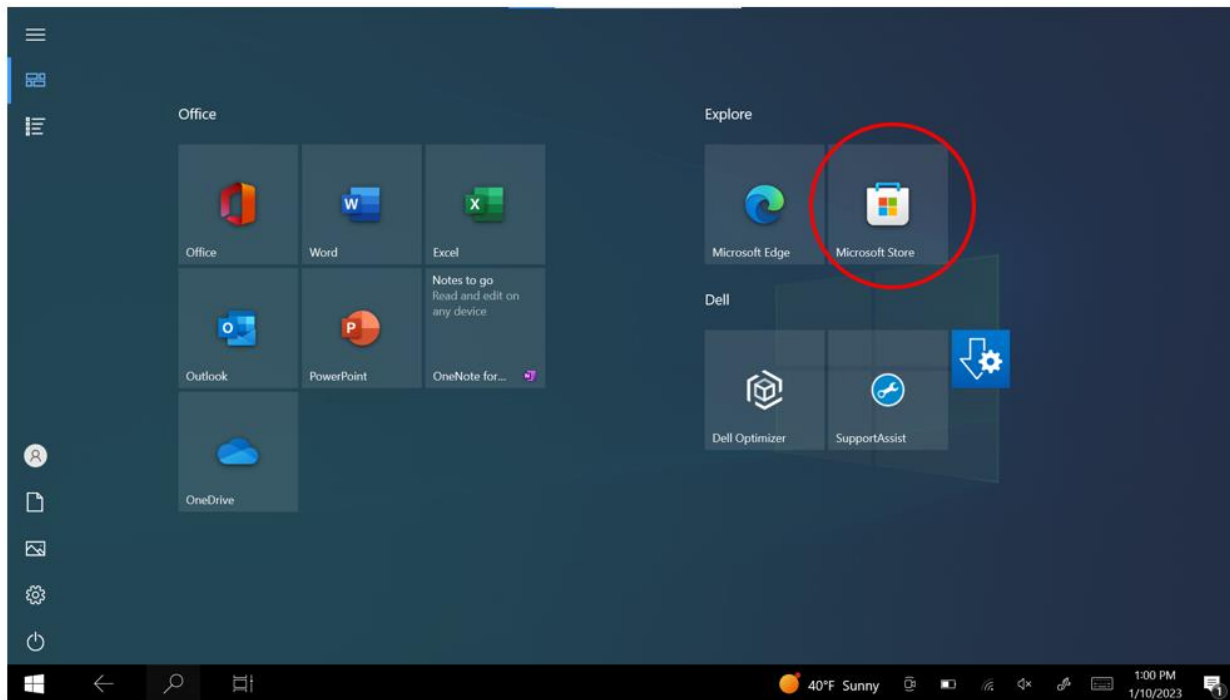 Office
Office
Word
Excel
Outlook
PowerPoint
Notes to go
Read and edit on
any device
OneNote for...
OneDrive
Explore
Microsoft Edge
Microsoft Store
Dell
Dell Optimizer
SupportAssist
40°F Sunny
1:00 PM
1/10/2023